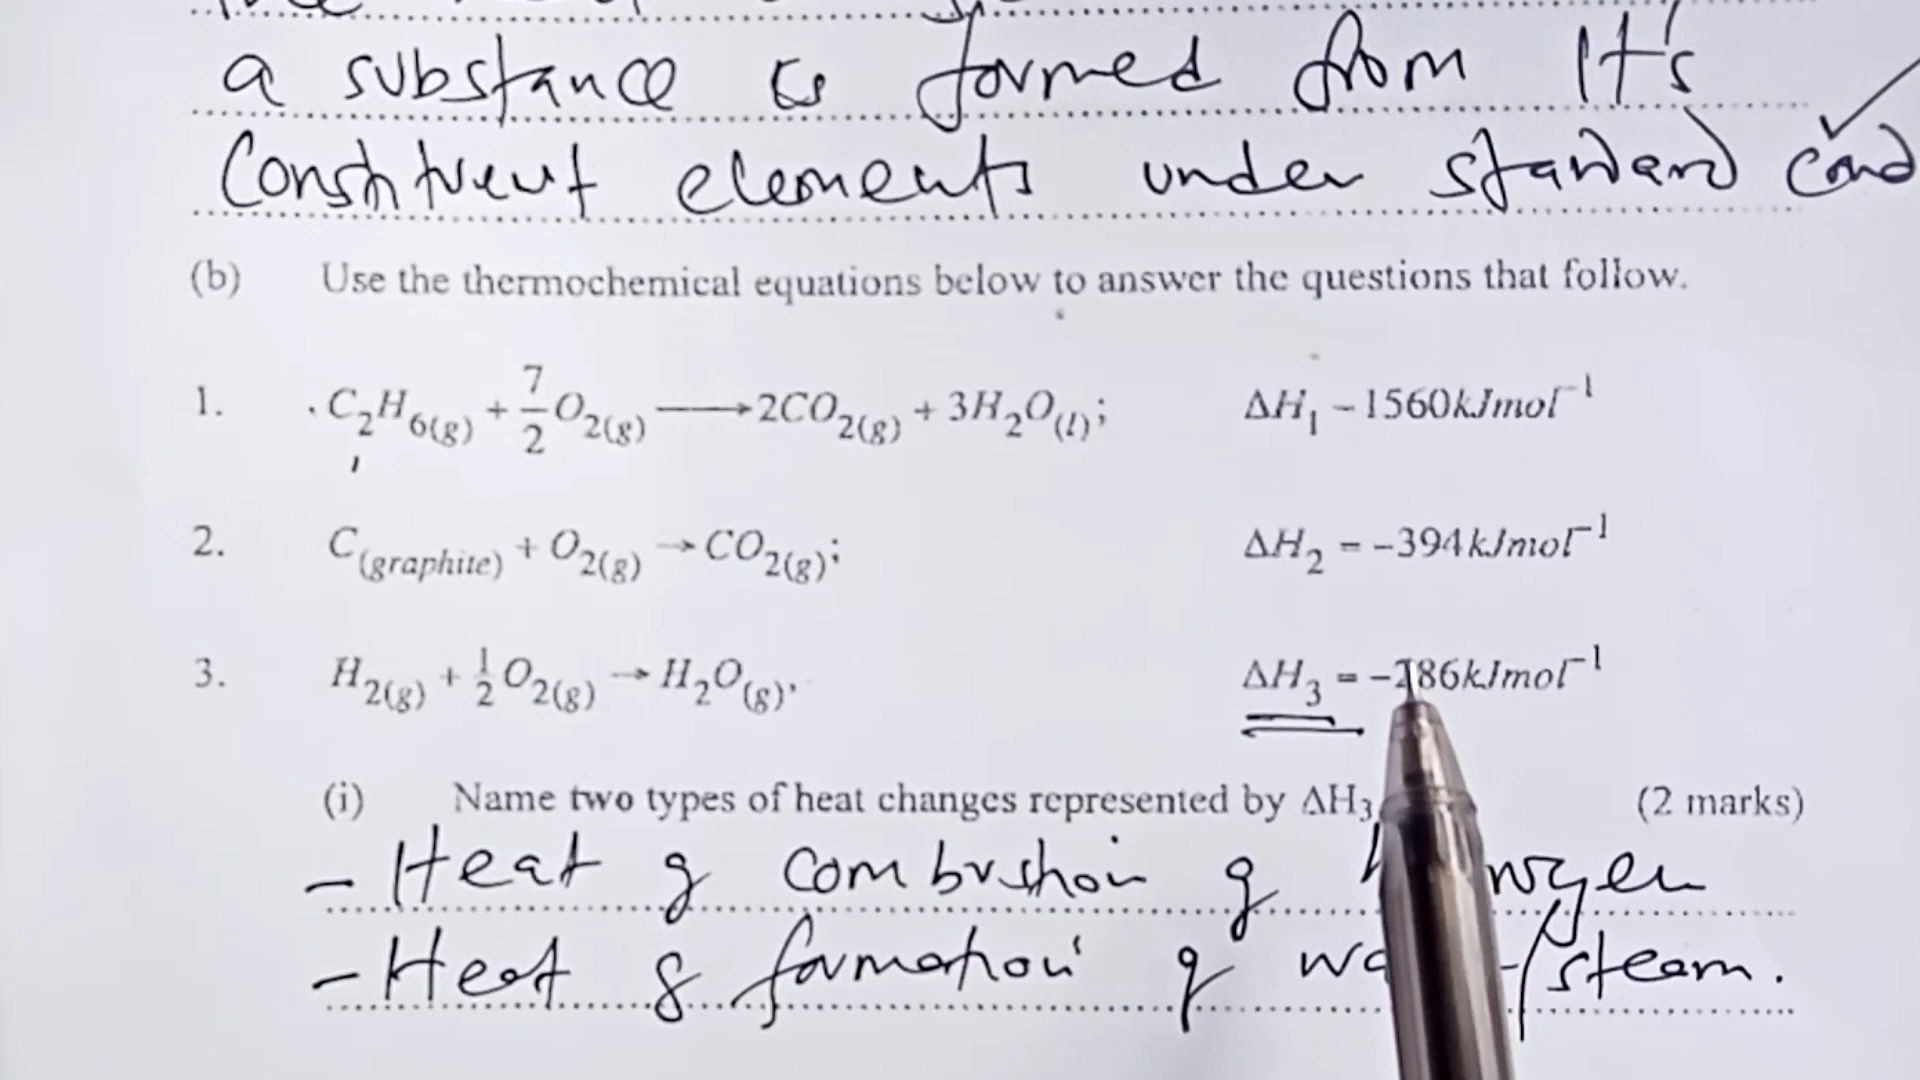 a substance is formed from It's
Constituent elements under standard cond
(b) Use the thermochemical equations below to answer the questions that follow.
1. C₂H₆(g) + 7/2 O₂(g) ⟶ 2CO₂(g) + 3H₂O(l); ΔH₁ – 1560kJmol⁻¹
2. C(graphite) + O₂(g) → CO₂(g); ΔH₂ = –394kJmol⁻¹
3. H₂(g) + ½O₂(g) → H₂O(g). ΔH₃ = –286kJmol⁻¹
(i) Name two types of heat changes represented by ΔH₃ (2 marks)
- Heat of combustion of
- Heat of formation of /steam.